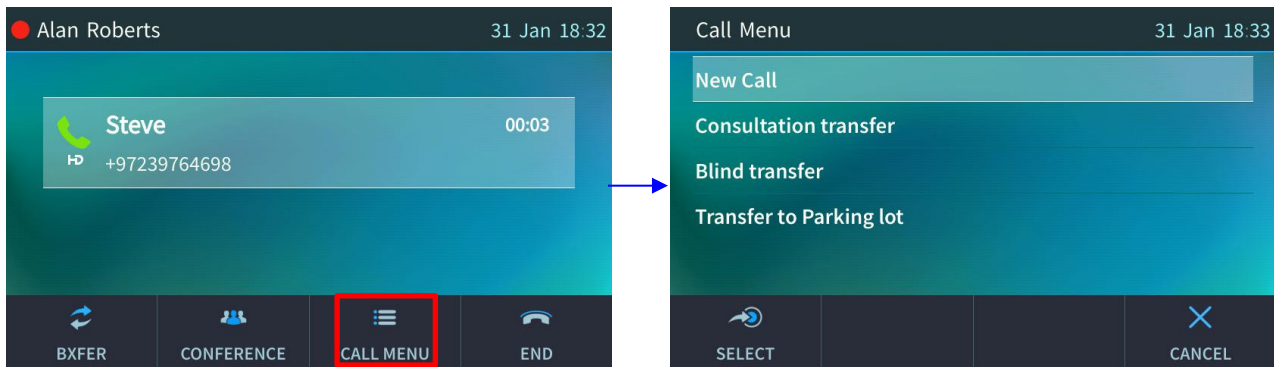 Alan Roberts 31 Jan 18:32
Steve 00:03
HD +97239764698
BXFER CONFERENCE CALL MENU END
Call Menu 31 Jan 18:33
New Call
Consultation transfer
Blind transfer
Transfer to Parking lot
SELECT CANCEL